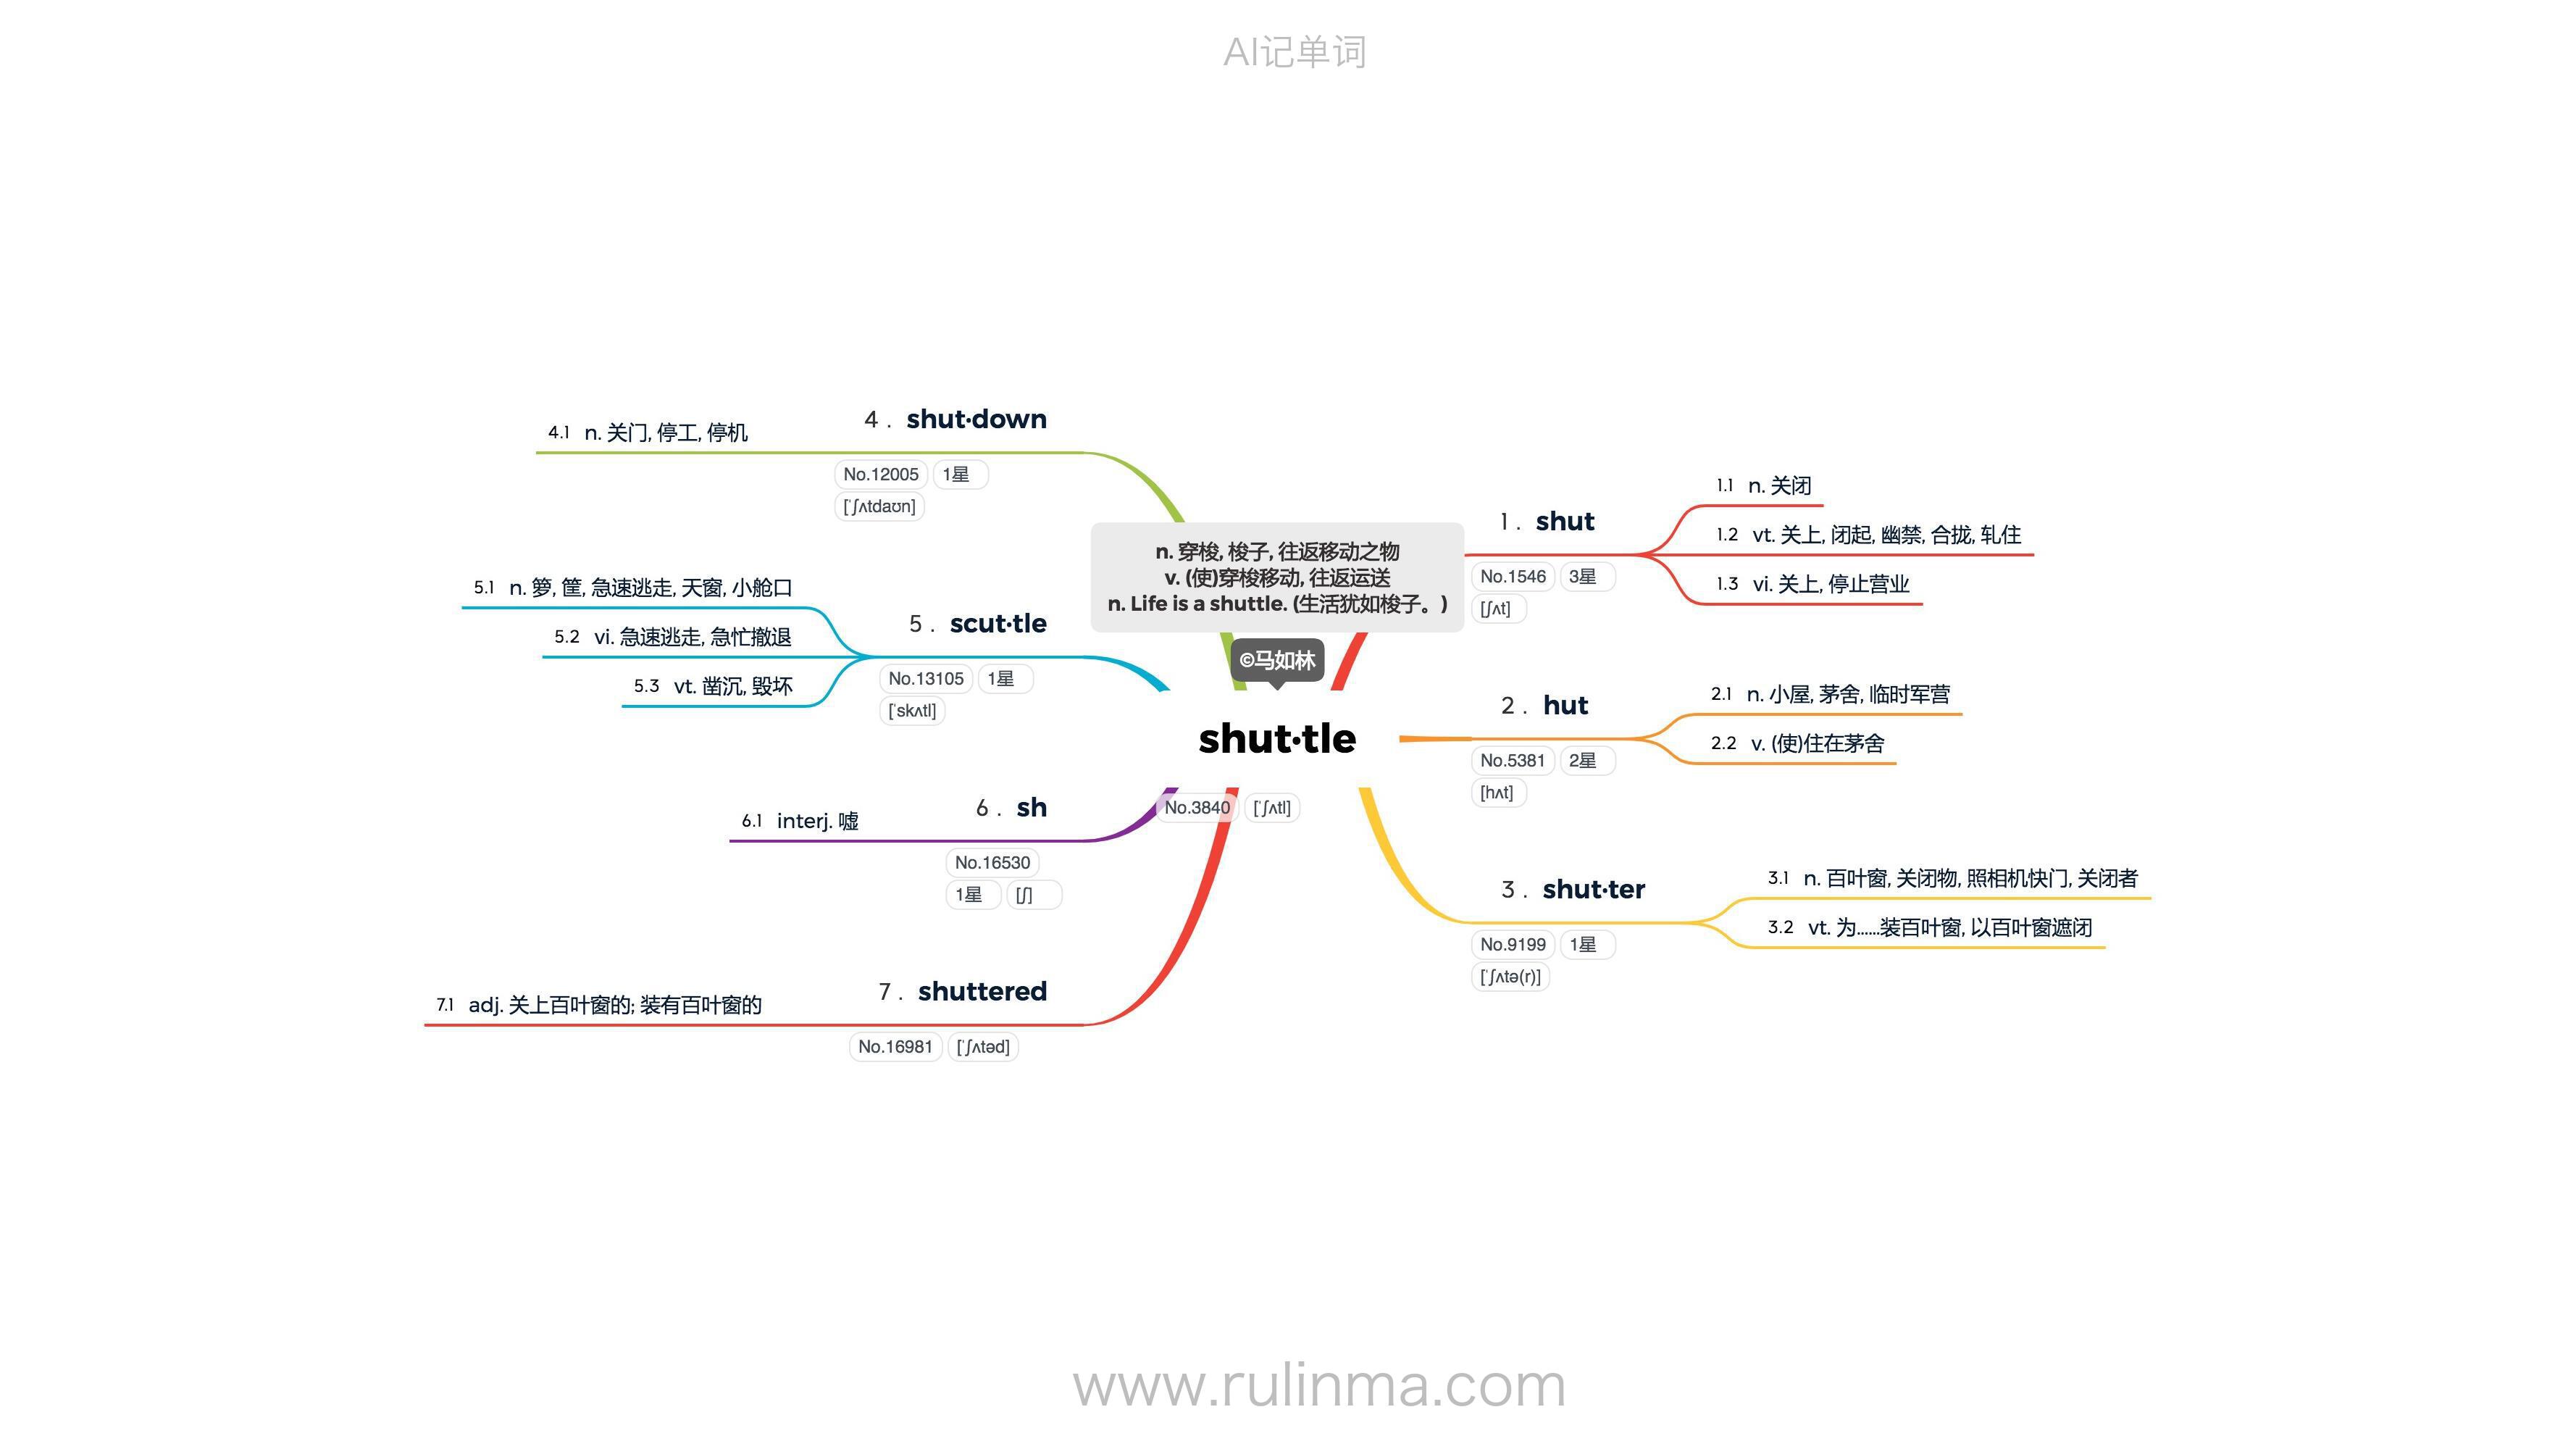 AI记单词
n. 穿梭, 梭子, 往返移动之物
v. (使)穿梭移动, 往返运送
n. Life is a shuttle. (生活犹如梭子。)
©马如林
shut·tle
No.3840 [ˈʃʌtl]
1 . shut
No.1546 3星
[ʃʌt]
1.1 n. 关闭
1.2 vt. 关上, 闭起, 幽禁, 合拢, 轧住
1.3 vi. 关上, 停止营业
2 . hut
No.5381 2星
[hʌt]
2.1 n. 小屋, 茅舍, 临时军营
2.2 v. (使)住在茅舍
3 . shut·ter
No.9199 1星
[ˈʃʌtə(r)]
3.1 n. 百叶窗, 关闭物, 照相机快门, 关闭者
3.2 vt. 为……装百叶窗, 以百叶窗遮闭
4 . shut·down
No.12005 1星
[ˈʃʌtdaʊn]
4.1 n. 关门, 停工, 停机
5 . scut·tle
No.13105 1星
[ˈskʌtl]
5.1 n. 箩, 筐, 急速逃走, 天窗, 小舱口
5.2 vi. 急速逃走, 急忙撤退
5.3 vt. 凿沉, 毁坏
6 . sh
No.16530
1星 [ʃ]
6.1 interj. 嘘
7 . shuttered
No.16981 [ˈʃʌtəd]
7.1 adj. 关上百叶窗的; 装有百叶窗的
www.rulinma.com